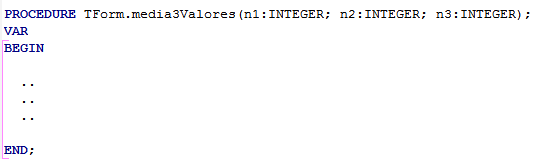 PROCEDURE TForm.media3Valores(n1:INTEGER; n2:INTEGER; n3:INTEGER);
VAR
BEGIN
..
..
..
END;